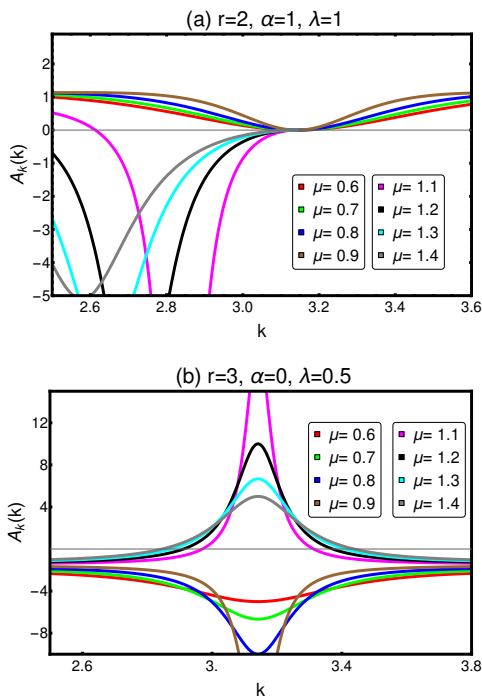 (a) r=2, α=1, λ=1
A_k(k)
2
1
0
-1
-2
-3
-4
-5
μ= 0.6 μ= 1.1
μ= 0.7 μ= 1.2
μ= 0.8 μ= 1.3
μ= 0.9 μ= 1.4
2.6 2.8 3.0 3.2 3.4 3.6
k
(b) r=3, α=0, λ=0.5
A_k(k)
12
8
4
-4
-8
μ= 0.6 μ= 1.1
μ= 0.7 μ= 1.2
μ= 0.8 μ= 1.3
μ= 0.9 μ= 1.4
2.6 3. 3.4 3.8
k